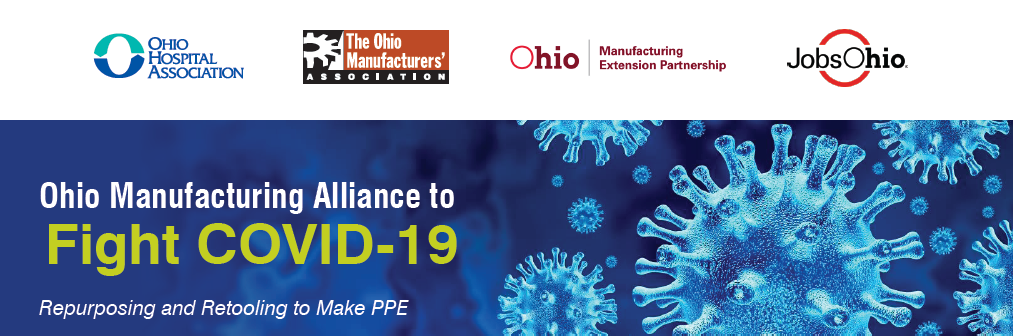 OHIO
HOSPITAL
ASSOCIATION
The Ohio
Manufacturers'
ASSOCIATION
Ohio
Manufacturing
Extension Partnership
JobsOhio
Ohio Manufacturing Alliance to
Fight COVID-19
Repurposing and Retooling to Make PPE